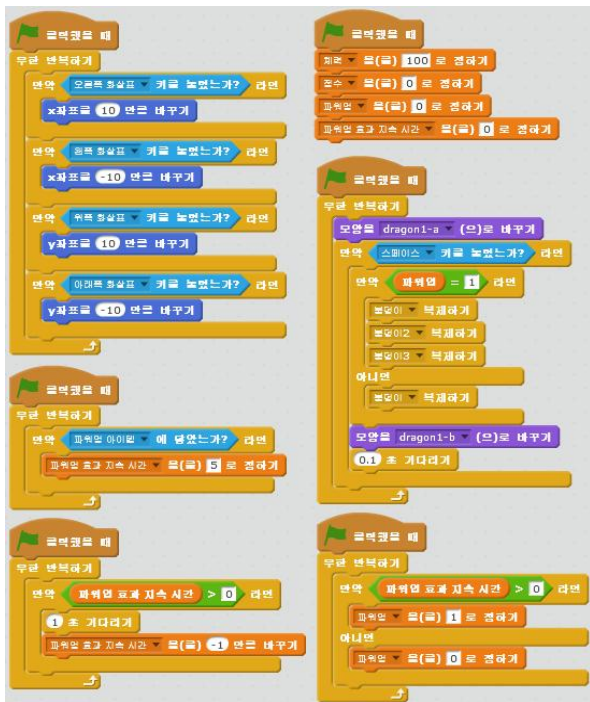 클릭했을 때
무한 반복하기
만약 오른쪽 화살표 키를 눌렀는가? 라면
x좌표를 10 만큼 바꾸기
만약 왼쪽 화살표 키를 눌렀는가? 라면
x좌표를 -10 만큼 바꾸기
만약 위쪽 화살표 키를 눌렀는가? 라면
y좌표를 10 만큼 바꾸기
만약 아래쪽 화살표 키를 눌렀는가? 라면
y좌표를 -10 만큼 바꾸기
클릭했을 때
무한 반복하기
만약 파워업 아이템 에 닿았는가? 라면
파워업 효과 지속 시간 을(를) 5 로 정하기
클릭했을 때
무한 반복하기
만약 파워업 효과 지속 시간 > 0 라면
1 초 기다리기
파워업 효과 지속 시간 을(를) -1 만큼 바꾸기
클릭했을 때
체력 을(를) 100 로 정하기
점수 을(를) 0 로 정하기
파워업 을(를) 0 로 정하기
파워업 효과 지속 시간 을(를) 0 로 정하기
클릭했을 때
무한 반복하기
모양을 dragon1-a (으)로 바꾸기
만약 스페이스 키를 눌렀는가? 라면
만약 파워업 = 1 라면
불덩이 복제하기
불덩이2 복제하기
불덩이3 복제하기
아니면
불덩이 복제하기
모양을 dragon1-b (으)로 바꾸기
0.1 초 기다리기
클릭했을 때
무한 반복하기
만약 파워업 효과 지속 시간 > 0 라면
파워업 을(를) 1 로 정하기
아니면
파워업 을(를) 0 로 정하기